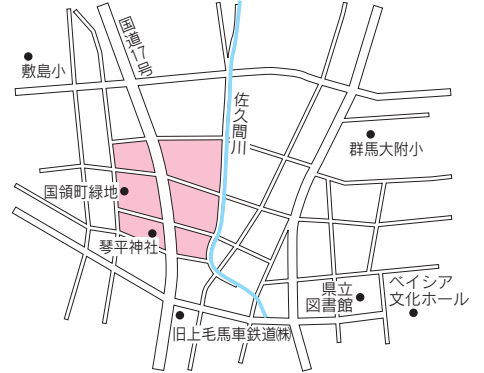 国道17号
敷島小
佐久間川
群馬大附小
国領町緑地
琴平神社
県立
図書館
ベイシア
文化ホール
旧上毛馬車鉄道㈱